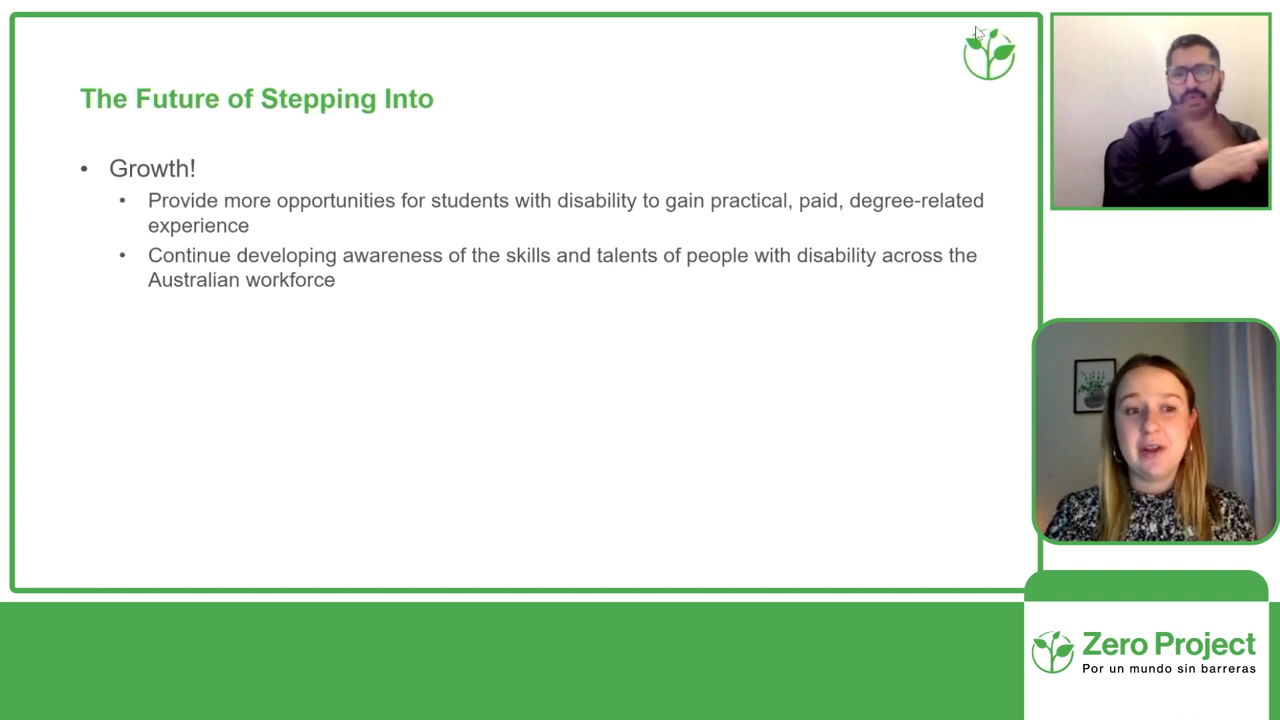 The Future of Stepping Into
• Growth!
• Provide more opportunities for students with disability to gain practical, paid, degree-related
experience
• Continue developing awareness of the skills and talents of people with disability across the
Australian workforce
Zero Project
Por un mundo sin barreras